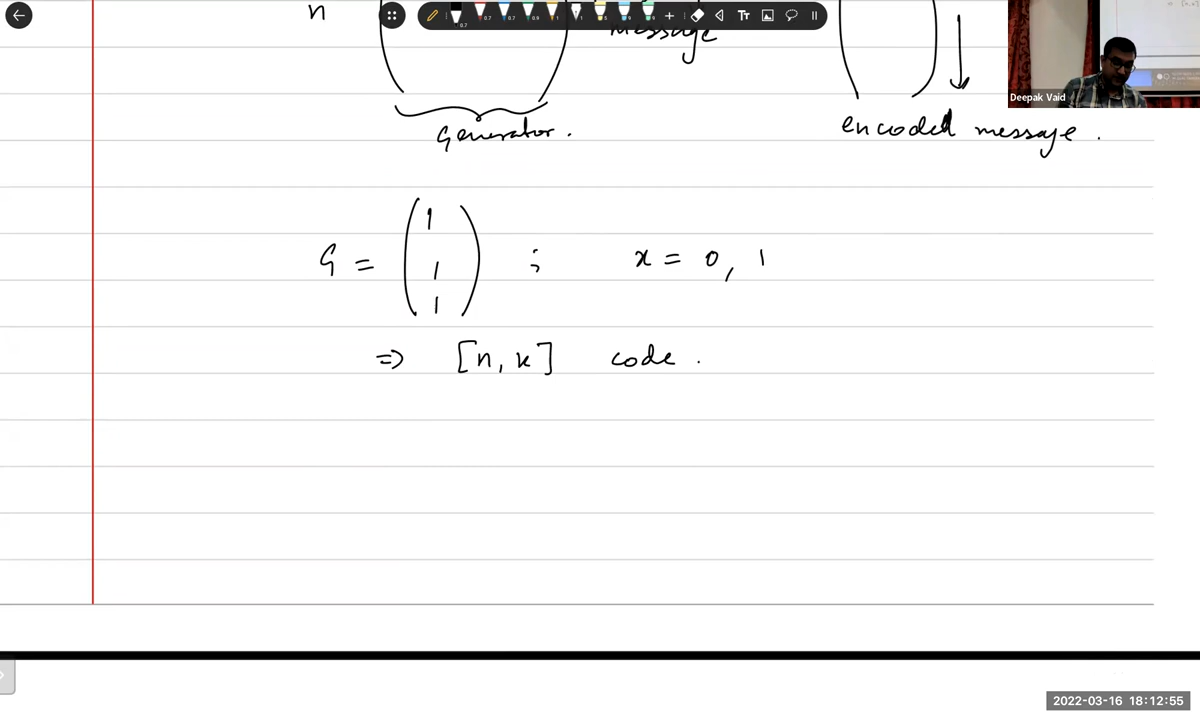 n
message
Deepak Vaid
Generator.
encoded message.
G = (1 1 1) ; x = 0, 1
=> [n, k] code.
2022-03-16 18:12:55